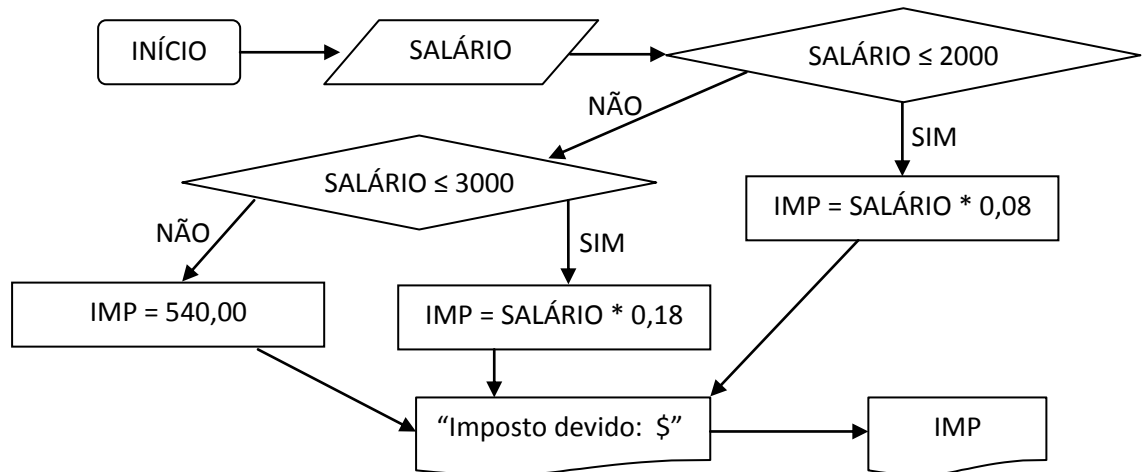 INÍCIO
SALÁRIO
SALÁRIO ≤ 2000
NÃO
SIM
SALÁRIO ≤ 3000
IMP = SALÁRIO * 0,08
NÃO
SIM
IMP = 540,00
IMP = SALÁRIO * 0,18
“Imposto devido:  $”
IMP